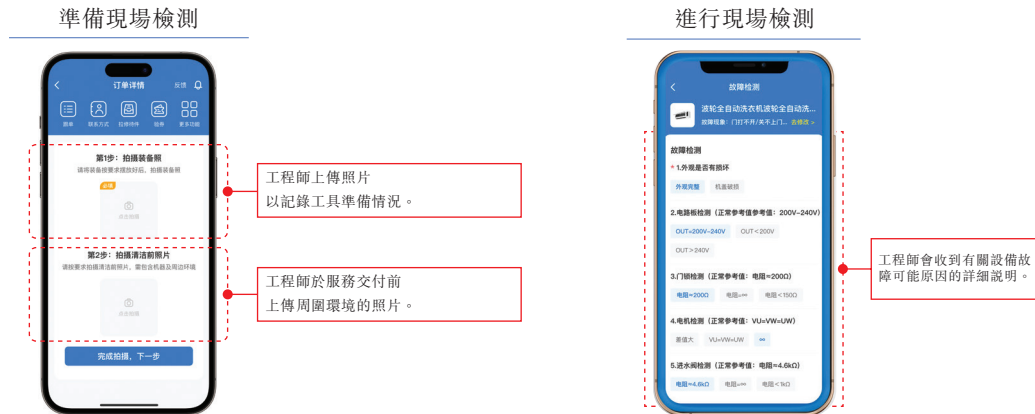 準備現場檢測
订单详情
反馈
联系方式
更多功能
第1步：拍摄装备照
请将装备按要求摆放好后，拍摄装备照
必填
点击拍摄
第2步：拍摄清洁前照片
请按要求拍摄清洁前照片，需包含机器及周边环境
点击拍摄
完成拍摄，下一步
工程師上傳照片
以記錄工具準備情況。
工程師於服務交付前
上傳周圍環境的照片。
進行現場檢測
故障检测
波轮全自动洗衣机波轮全自动洗...
故障现象：门打不开/关不上门... 去修改 >
故障检测
* 1.外观是否有损坏
外观完整 机盖破损
2.电路板检测（正常参考值参考值：200V~240V）
OUT=200V~240V OUT＜200V
OUT＞240V
3.门锁检测（正常参考值：电阻≈200Ω）
电阻≈200Ω 电阻=∞ 电阻＜150Ω
4.电机检测（正常参考值：VU=VW=UW）
差值大 VU=VW=UW ∞
5.进水阀检测（正常参考值：电阻≈4.6kΩ）
电阻≈4.6kΩ 电阻=∞ 电阻＜1kΩ
工程師會收到有關設備故
障可能原因的詳細說明。